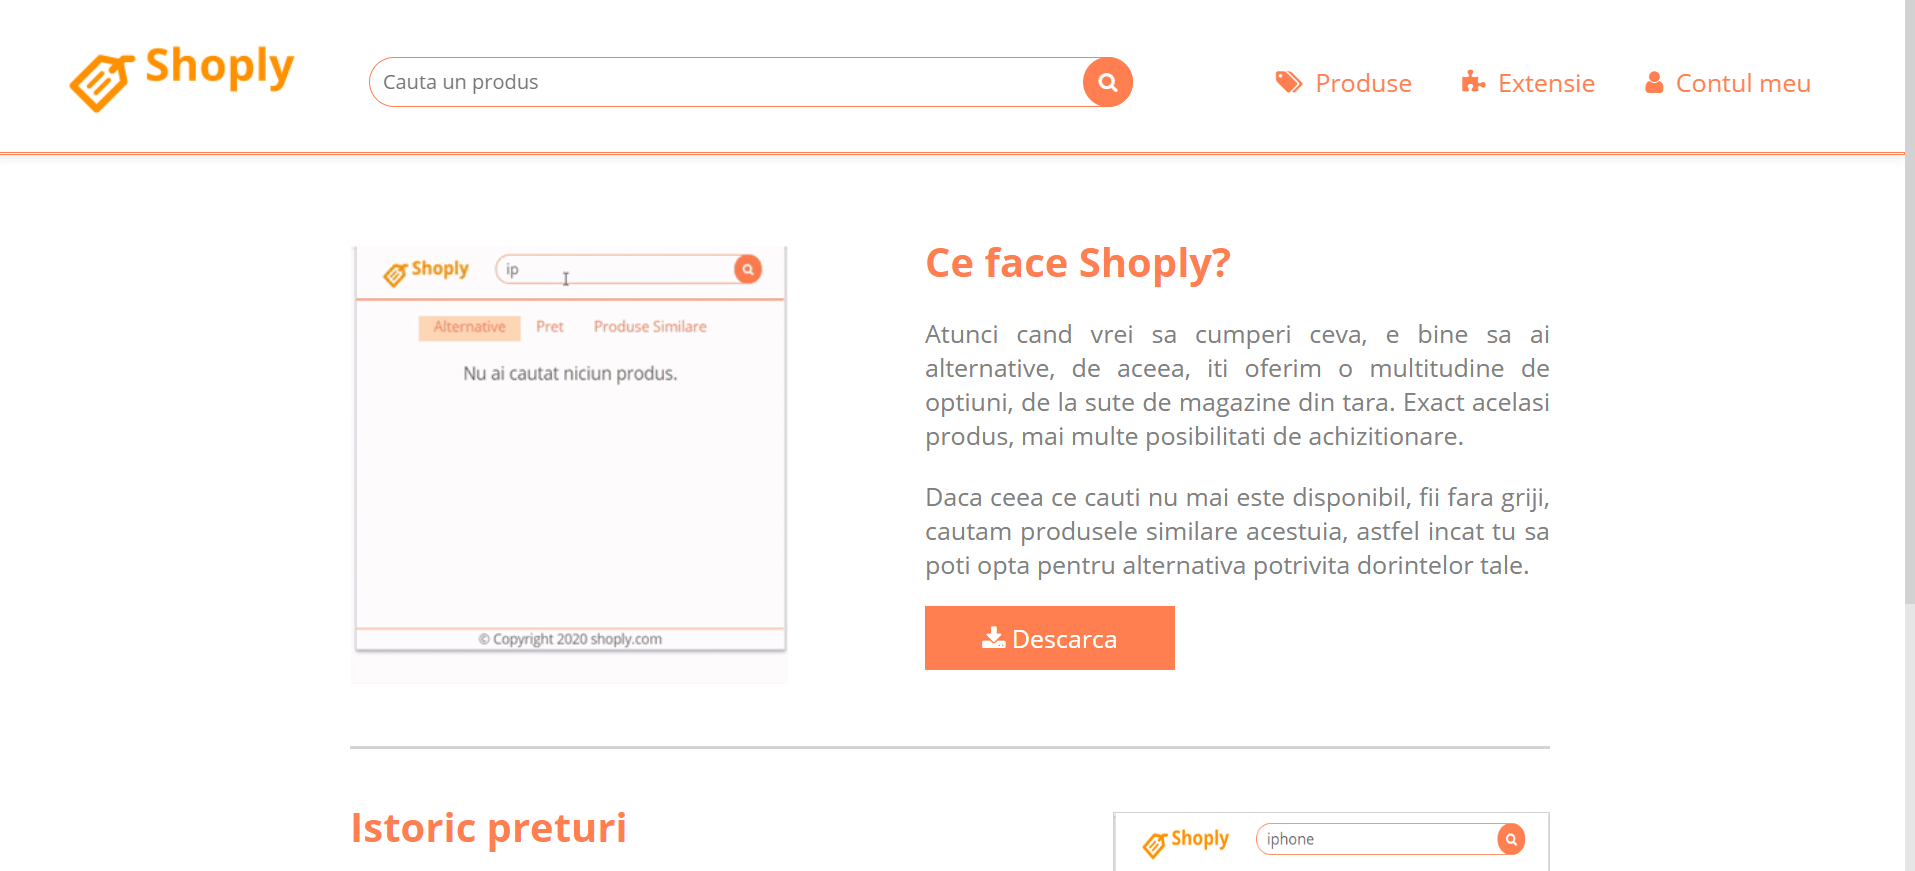 Shoply
Cauta un produs
Produse
Extensie
Contul meu
Shoply
ip
Alternative
Pret
Produse Similare
Nu ai cautat niciun produs.
© Copyright 2020 shoply.com
Ce face Shoply?
Atunci cand vrei sa cumperi ceva, e bine sa ai
alternative, de aceea, iti oferim o multitudine de
optiuni, de la sute de magazine din tara. Exact acelasi
produs, mai multe posibilitati de achizitionare.
Daca ceea ce cauti nu mai este disponibil, fii fara griji,
cautam produsele similare acestuia, astfel incat tu sa
poti opta pentru alternativa potrivita dorintelor tale.
Descarca
Istoric preturi
Shoply
iphone